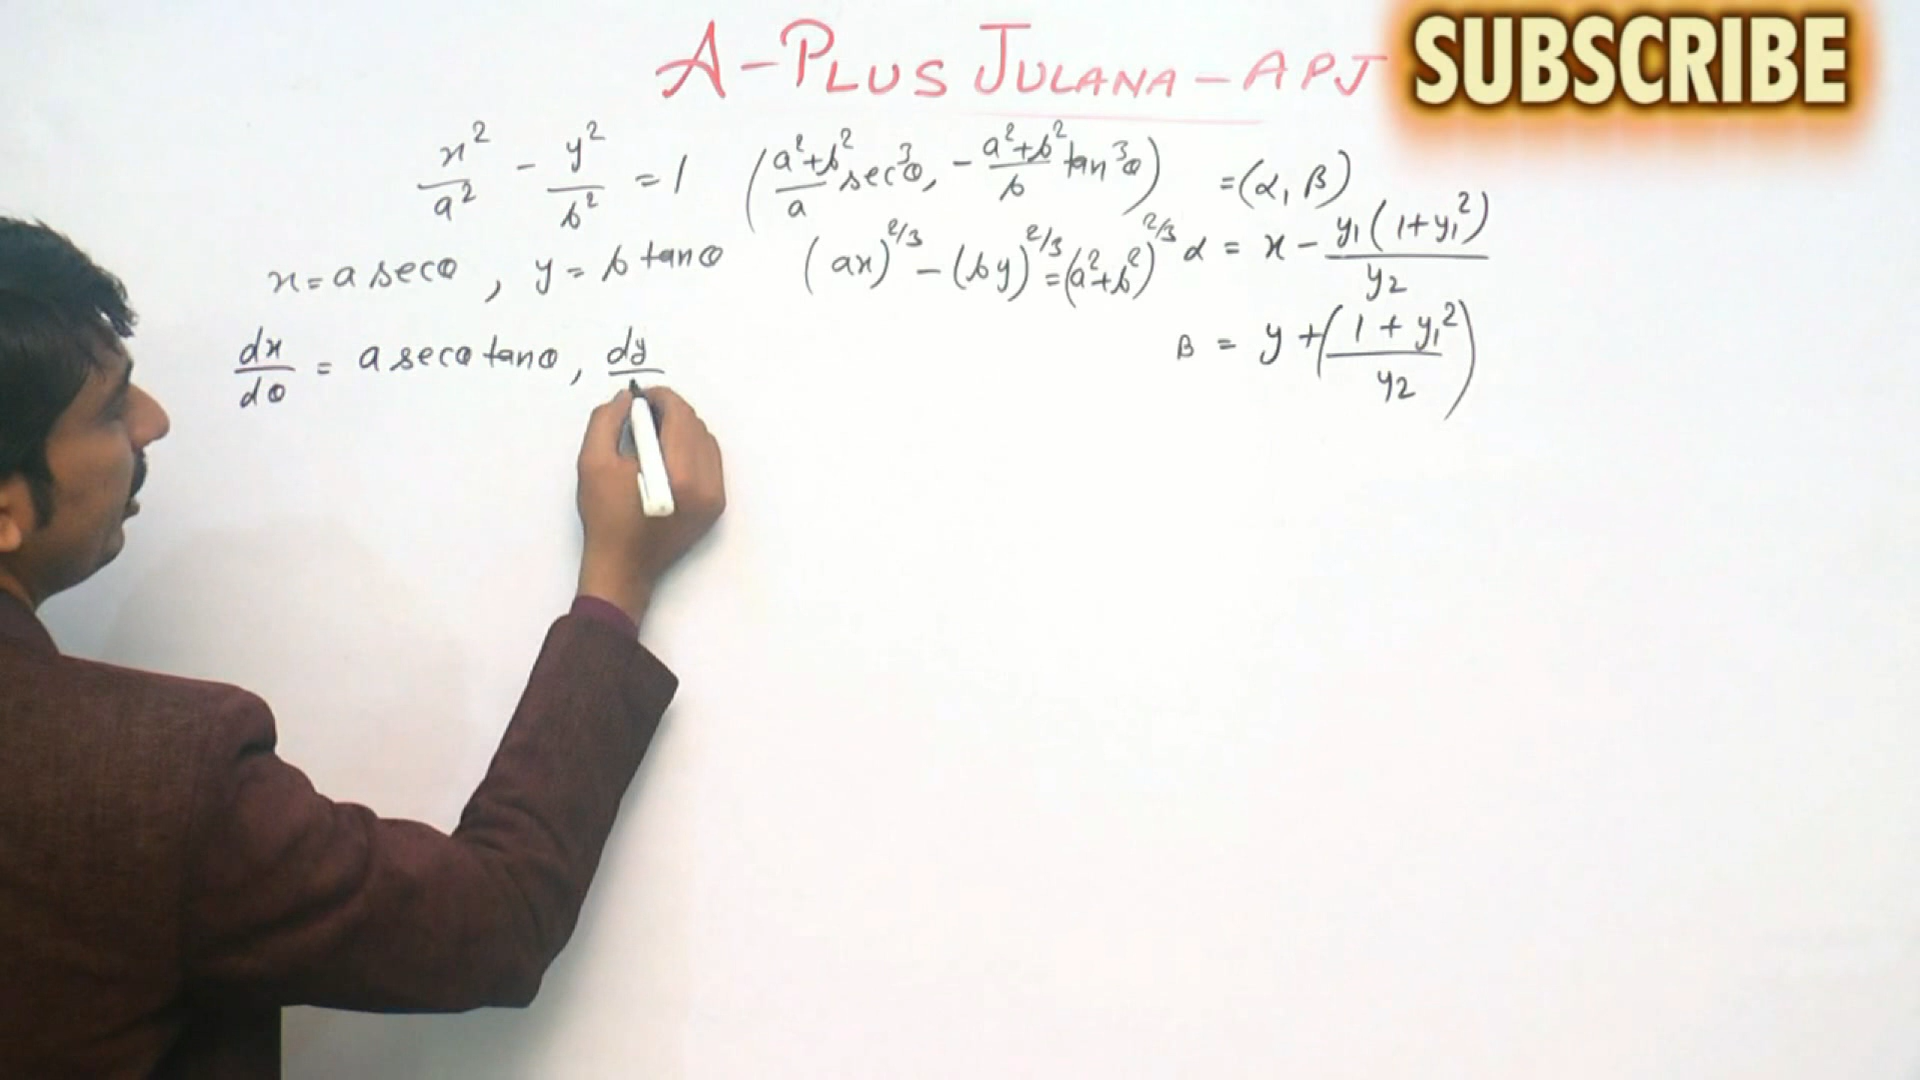 A-PLUS JULANA-APJ SUBSCRIBE
x²/a² - y²/b² = 1 (a²+b²/a sec³θ, - a²+b²/b tan³θ) = (α, β)
x = a secθ, y = b tanθ (ax)^2/3 - (by)^2/3 = (a²+b²)^2/3 α = x - y₁(1+y₁²)/y₂
dx/dθ = a secθ tanθ, dy β = y + (1+y₁²/y₂)